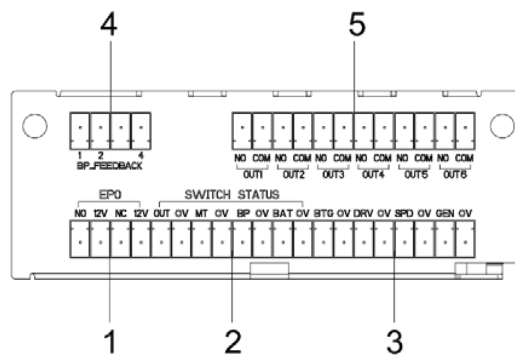 4 5
1 2 4 NO COM NO COM NO COM NO COM NO COM NO COM
BP_FEEDBACK OUT1 OUT2 OUT3 OUT4 OUT5 OUT6
EPO SWITCH STATUS
NO 12V NC 12V OUT 0V MT 0V BP 0V BAT 0V BTG 0V DRV 0V SPD 0V GEN 0V
1 2 3